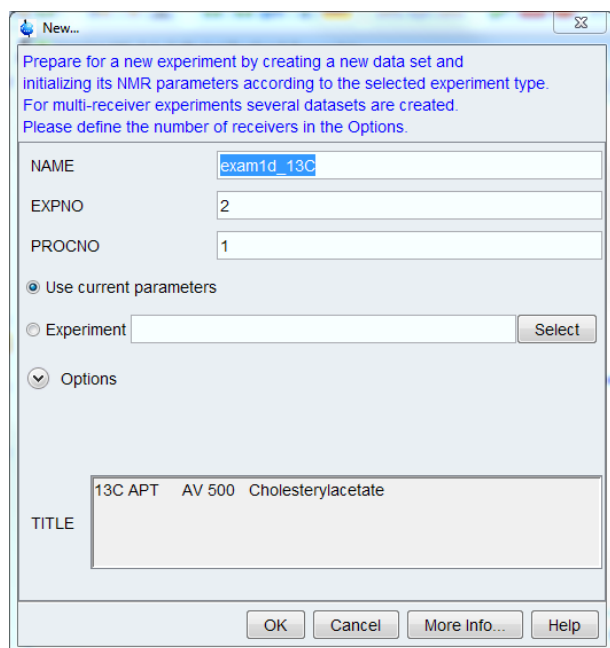 New...
Prepare for a new experiment by creating a new data set and
initializing its NMR parameters according to the selected experiment type.
For multi-receiver experiments several datasets are created.
Please define the number of receivers in the Options.
NAME exam1d_13C
EXPNO 2
PROCNO 1
Use current parameters
Experiment Select
Options
TITLE 13C APT AV 500 Cholesterylacetate
OK Cancel More Info... Help